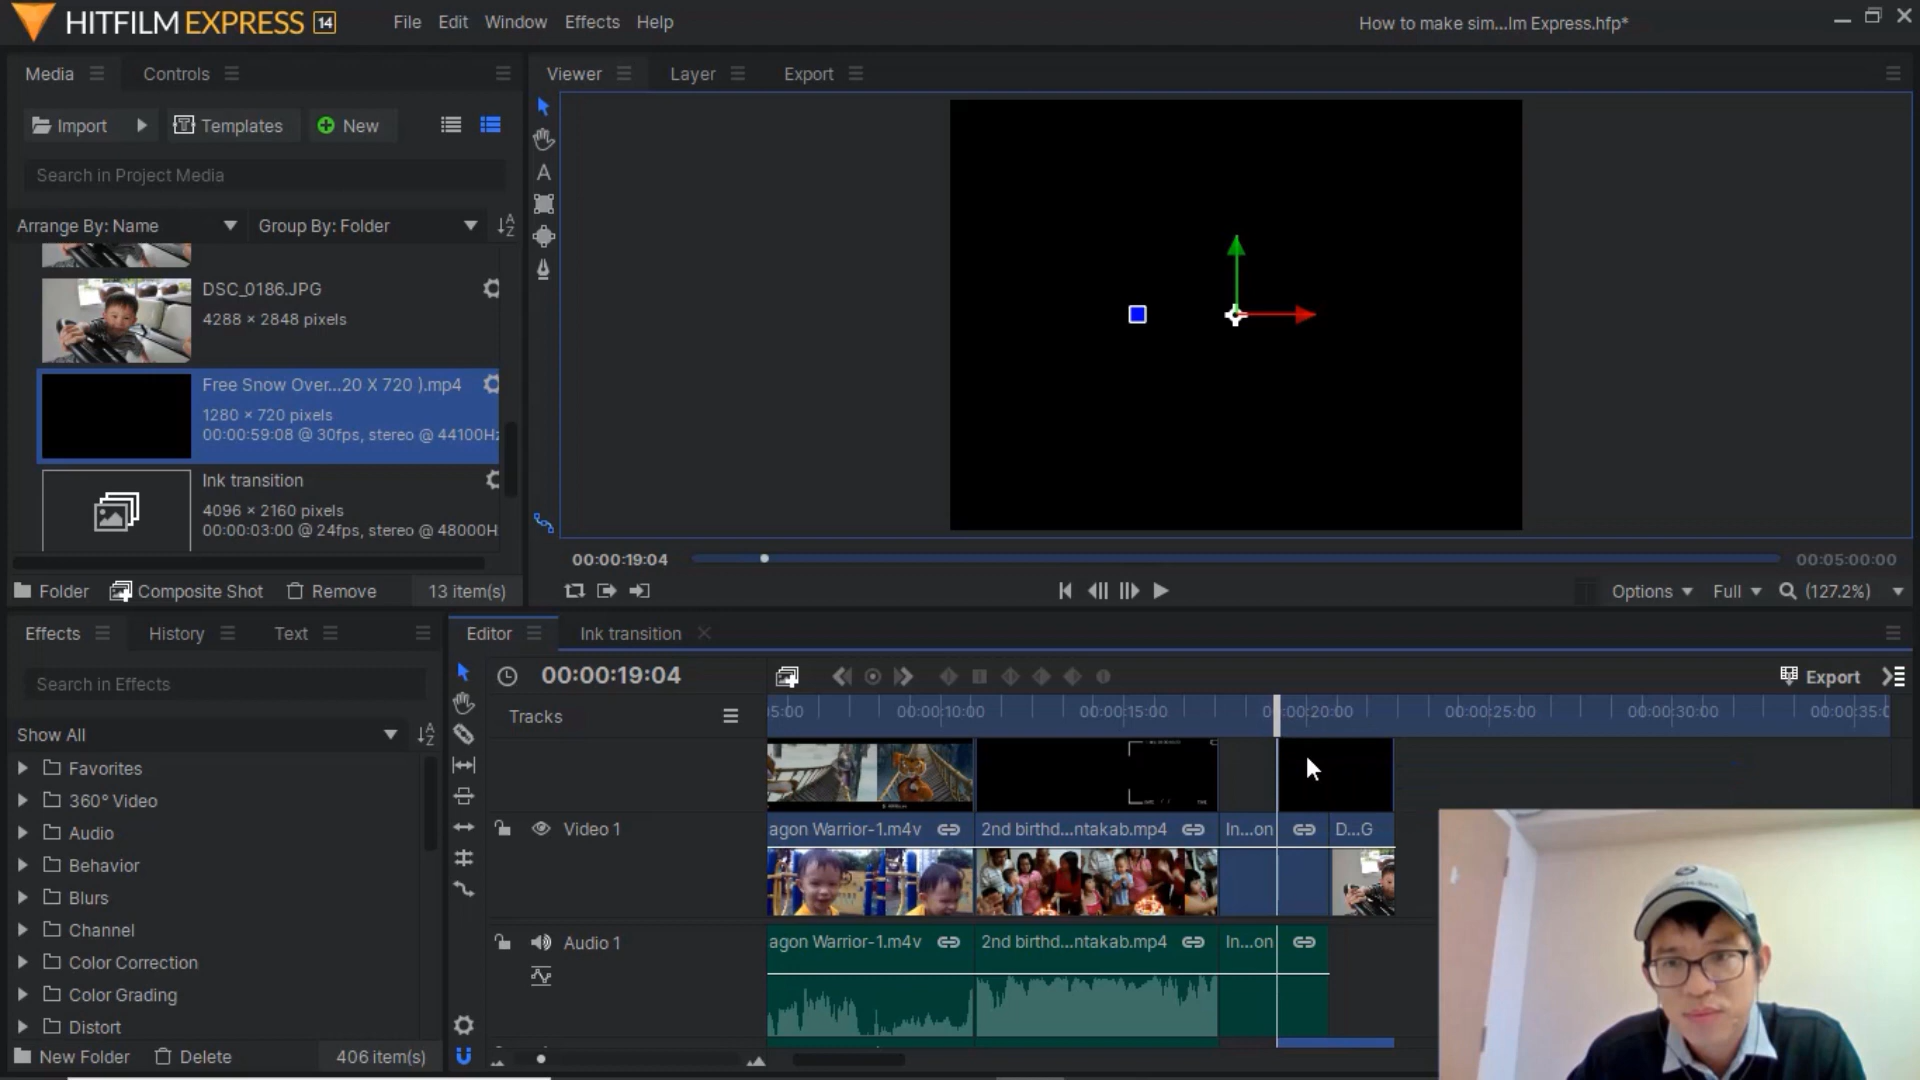 HITFILM EXPRESS 14
File Edit Window Effects Help
How to make sim...lm Express.hfp*
Media Controls
Viewer Layer Export
Import Templates New
Search in Project Media
Arrange By: Name Group By: Folder
DSC_0186.JPG
4288 × 2848 pixels
Free Snow Over...20 X 720 ).mp4
1280 × 720 pixels
00:00:59:08 @ 30fps, stereo @ 44100Hz
Ink transition
4096 × 2160 pixels
00:00:03:00 @ 24fps, stereo @ 48000H
00:00:19:04 00:05:00:00
Folder Composite Shot Remove 13 item(s)
Options Full (127.2%)
Effects History Text
Editor Ink transition
Search in Effects
00:00:19:04
Export
Tracks
5:00 00:00:10:00 00:00:15:00 00:00:20:00 00:00:25:00 00:00:30:00 00:00:35:0
Show All
Favorites
360° Video
Audio
Behavior
Blurs
Channel
Color Correction
Color Grading
Distort
New Folder Delete 406 item(s)
Video 1
agon Warrior-1.m4v 2nd birthd...ntakab.mp4 In...on D...G
Audio 1
agon Warrior-1.m4v 2nd birthd...ntakab.mp4 In...on